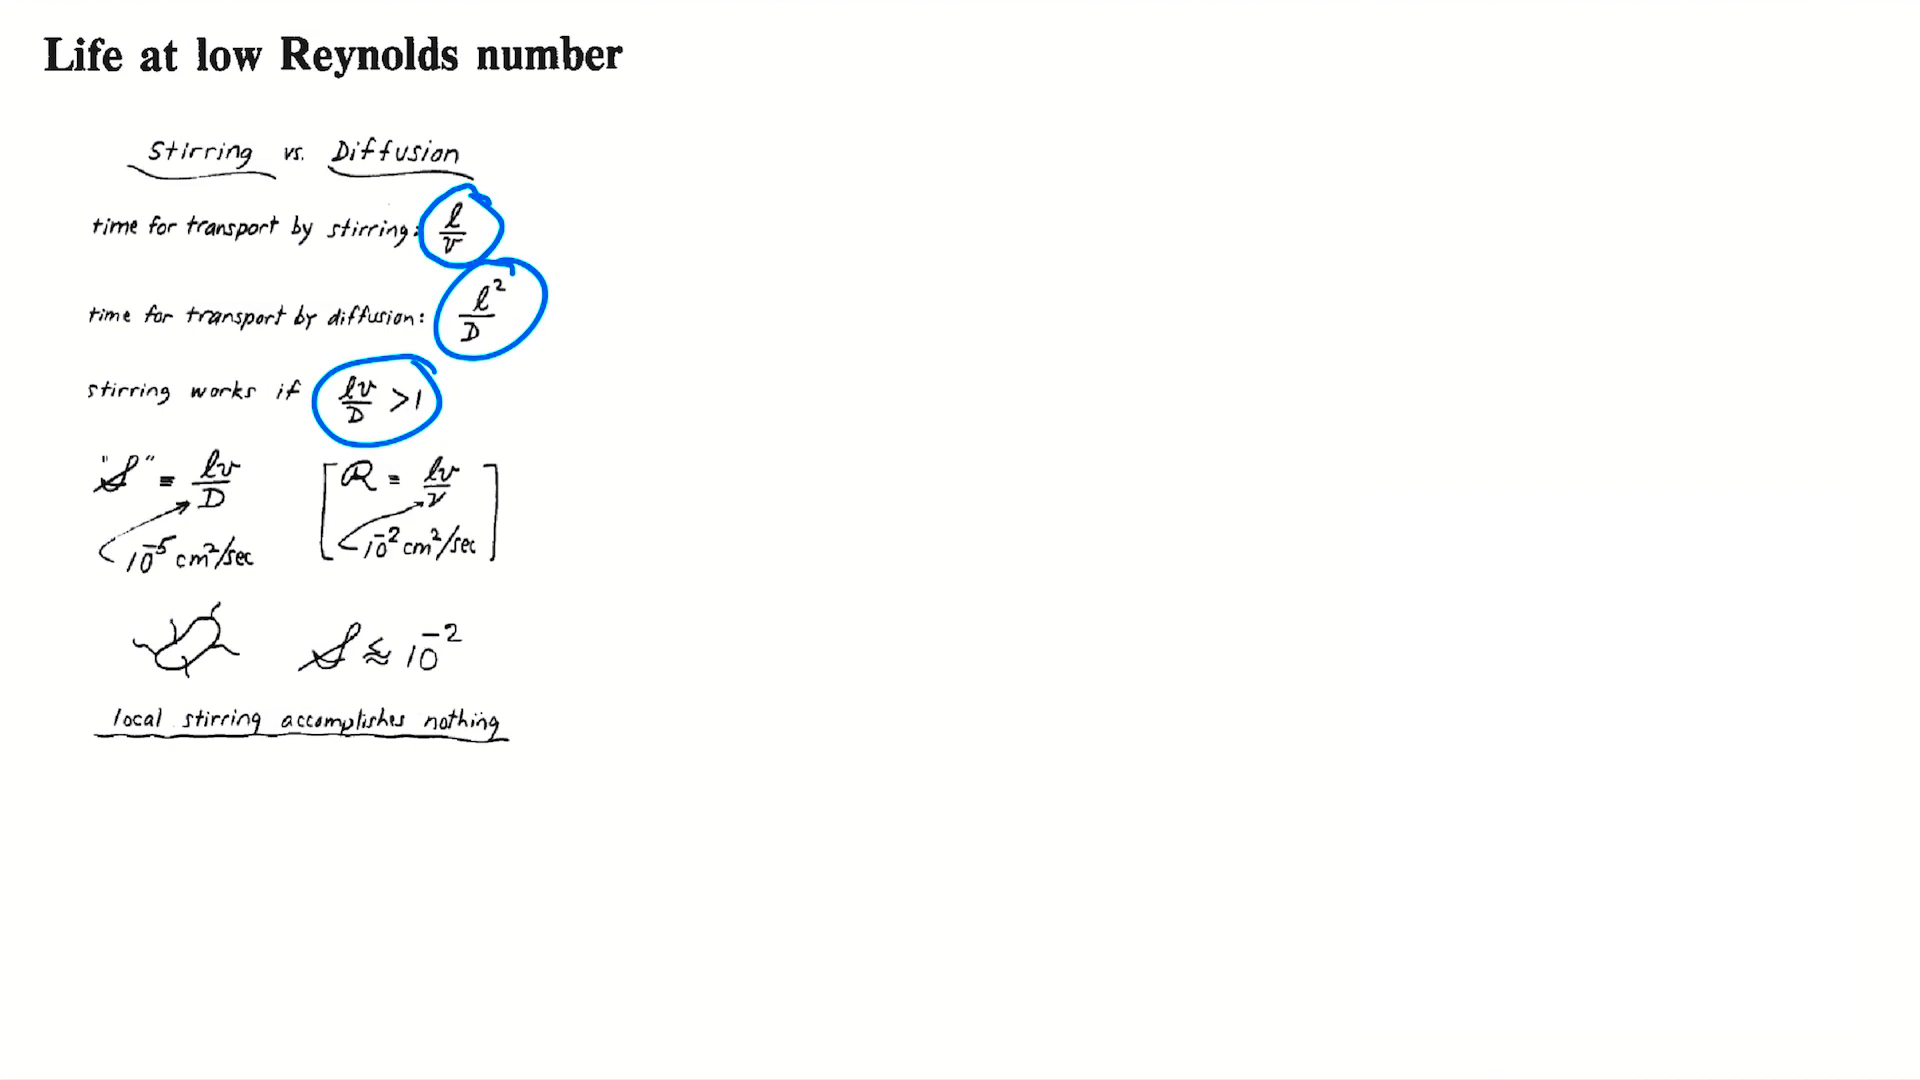 Life at low Reynolds number
Stirring vs. Diffusion
time for transport by stirring: l/v
time for transport by diffusion: l²/D
stirring works if lv/D >1
"S" ≡ lv/D [R = lv/ν]
10⁻⁵ cm²/sec 10⁻² cm²/sec
S ⪅ 10⁻²
local stirring accomplishes nothing